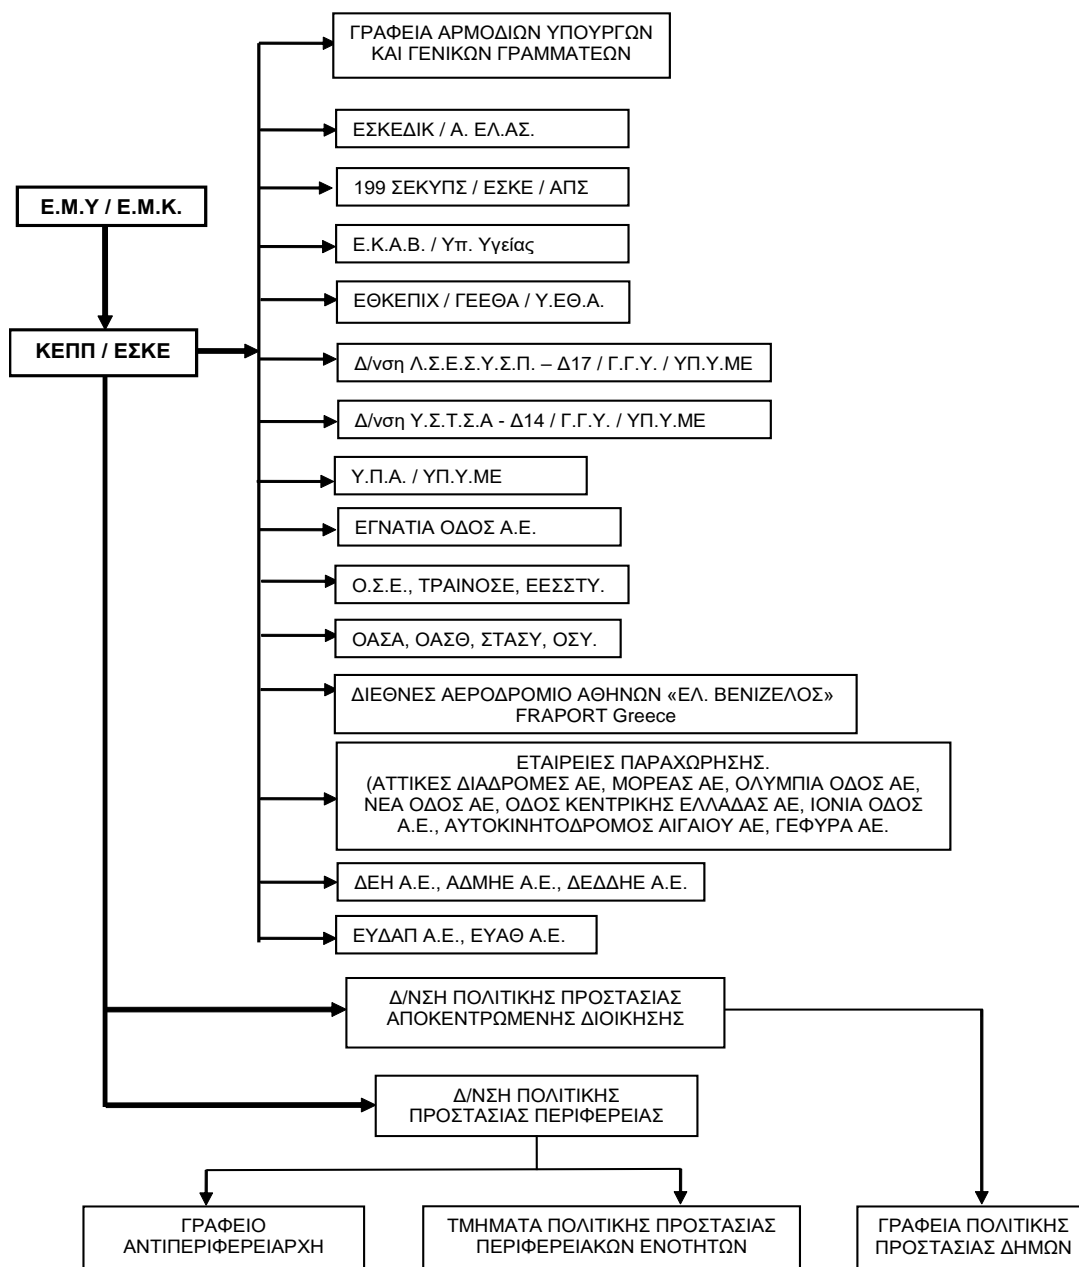 ΓΡΑΦΕΙΑ ΑΡΜΟΔΙΩΝ ΥΠΟΥΡΓΩΝ
ΚΑΙ ΓΕΝΙΚΩΝ ΓΡΑΜΜΑΤΕΩΝ
ΕΣΚΕΔΙΚ / Α. ΕΛ.ΑΣ.
199 ΣΕΚΥΠΣ / ΕΣΚΕ / ΑΠΣ
Ε.Μ.Υ / Ε.Μ.Κ.
Ε.Κ.Α.Β. / Υπ. Υγείας
ΕΘΚΕΠΙΧ / ΓΕΕΘΑ / Υ.ΕΘ.Α.
ΚΕΠΠ / ΕΣΚΕ
Δ/νση Λ.Σ.Ε.Σ.Υ.Σ.Π. – Δ17 / Γ.Γ.Υ. / ΥΠ.Υ.ΜΕ
Δ/νση Υ.Σ.Τ.Σ.Α - Δ14 / Γ.Γ.Υ. / ΥΠ.Υ.ΜΕ
Υ.Π.Α. / ΥΠ.Υ.ΜΕ
ΕΓΝΑΤΙΑ ΟΔΟΣ Α.Ε.
Ο.Σ.Ε., ΤΡΑΙΝΟΣΕ, ΕΕΣΣΤΥ.
ΟΑΣΑ, ΟΑΣΘ, ΣΤΑΣΥ, ΟΣΥ.
ΔΙΕΘΝΕΣ ΑΕΡΟΔΡΟΜΙΟ ΑΘΗΝΩΝ «ΕΛ. ΒΕΝΙΖΕΛΟΣ»
FRAPORT Greece
ΕΤΑΙΡΕΙΕΣ ΠΑΡΑΧΩΡΗΣΗΣ.
(ΑΤΤΙΚΕΣ ΔΙΑΔΡΟΜΕΣ ΑΕ, ΜΟΡΕΑΣ ΑΕ, ΟΛΥΜΠΙΑ ΟΔΟΣ ΑΕ,
ΝΕΑ ΟΔΟΣ ΑΕ, ΟΔΟΣ ΚΕΝΤΡΙΚΗΣ ΕΛΛΑΔΑΣ ΑΕ, ΙΟΝΙΑ ΟΔΟΣ
Α.Ε., ΑΥΤΟΚΙΝΗΤΟΔΡΟΜΟΣ ΑΙΓΑΙΟΥ ΑΕ, ΓΕΦΥΡΑ ΑΕ.
ΔΕΗ Α.Ε., ΑΔΜΗΕ Α.Ε., ΔΕΔΔΗΕ Α.Ε.
ΕΥΔΑΠ Α.Ε., ΕΥΑΘ Α.Ε.
Δ/ΝΣΗ ΠΟΛΙΤΙΚΗΣ ΠΡΟΣΤΑΣΙΑΣ
ΑΠΟΚΕΝΤΡΩΜΕΝΗΣ ΔΙΟΙΚΗΣΗΣ
Δ/ΝΣΗ ΠΟΛΙΤΙΚΗΣ
ΠΡΟΣΤΑΣΙΑΣ ΠΕΡΙΦΕΡΕΙΑΣ
ΓΡΑΦΕΙΟ
ΑΝΤΙΠΕΡΙΦΕΡΕΙΑΡΧΗ
ΤΜΗΜΑΤΑ ΠΟΛΙΤΙΚΗΣ ΠΡΟΣΤΑΣΙΑΣ
ΠΕΡΙΦΕΡΕΙΑΚΩΝ ΕΝΟΤΗΤΩΝ
ΓΡΑΦΕΙΑ ΠΟΛΙΤΙΚΗΣ
ΠΡΟΣΤΑΣΙΑΣ ΔΗΜΩΝ